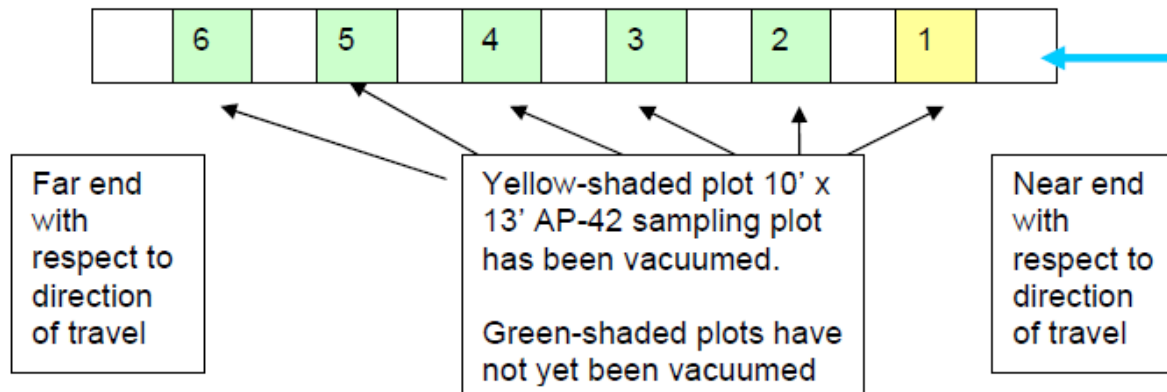 6 5 4 3 2 1
Far end
with
respect to
direction
of travel
Yellow-shaded plot 10’ x
13’ AP-42 sampling plot
has been vacuumed.
Green-shaded plots have
not yet been vacuumed
Near end
with
respect to
direction
of travel